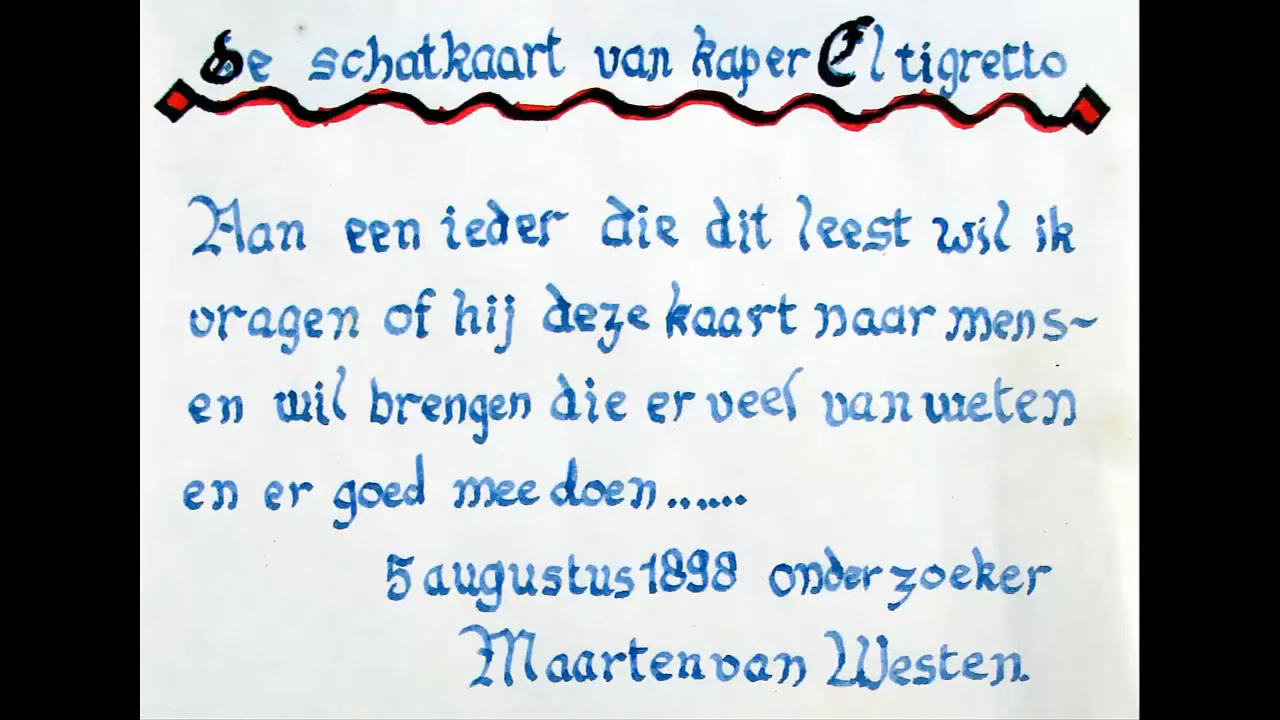 De schatkaart van kaper El tigretto
Aan een ieder die dit leest wil ik
vragen of hij deze kaart naar mens~
en wil brengen die er veel van weten
en er goed mee doen......
5 augustus 1898 onderzoeker
Maarten van Westen.